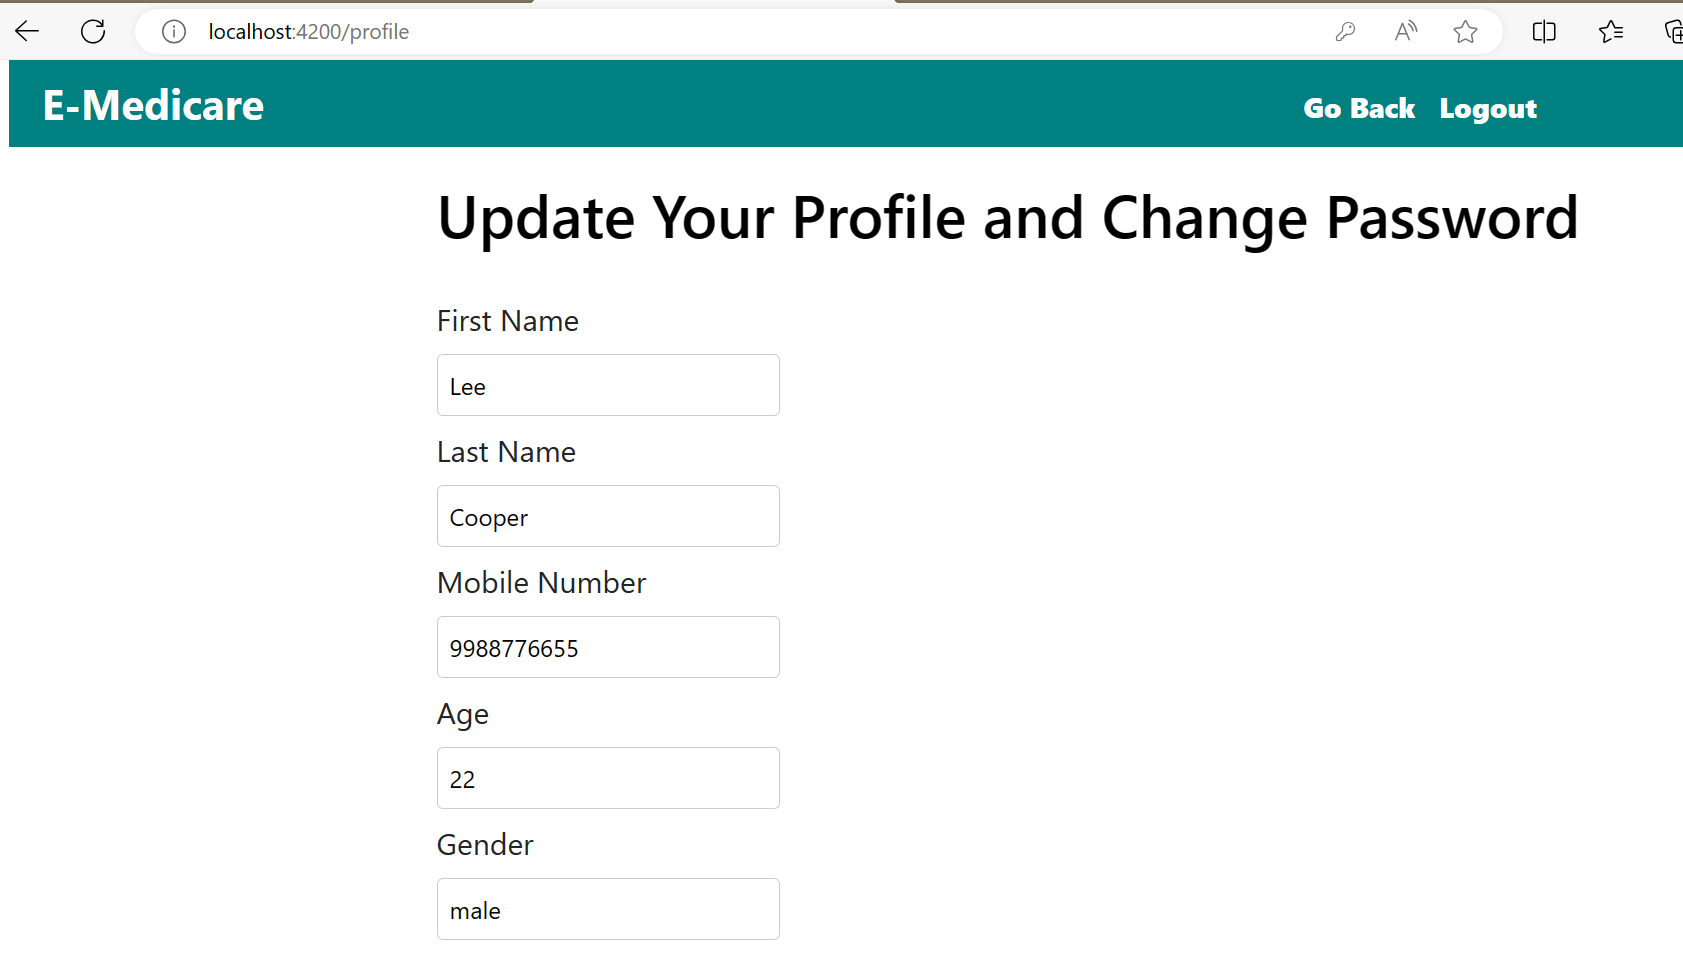 localhost:4200/profile
E-Medicare
Go Back Logout
Update Your Profile and Change Password
First Name
Lee
Last Name
Cooper
Mobile Number
9988776655
Age
22
Gender
male